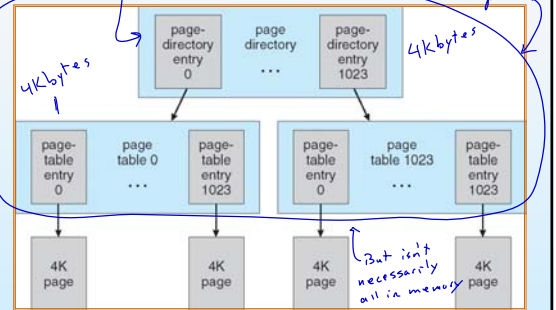 page-
directory
entry
0
page
directory
...
page-
directory
entry
1023
4Kbytes
4Kbytes
page-
table
entry
0
page
table 0
...
page-
table
entry
1023
page-
table
entry
0
page
table 1023
...
page-
table
entry
1023
4K
page
4K
page
4K
page
4K
page
But isn't
necessarily
all in memory